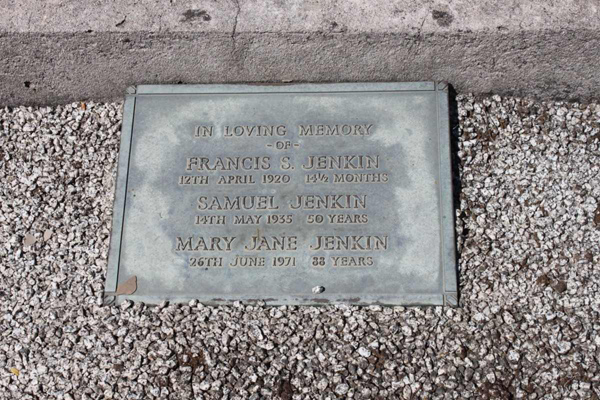 IN LOVING MEMORY
-OF-
FRANCIS S. JENKIN
12TH APRIL 1920 14½ MONTHS
SAMUEL JENKIN
14TH MAY 1935 50 YEARS
MARY JANE JENKIN
26TH JUNE 1971 88 YEARS